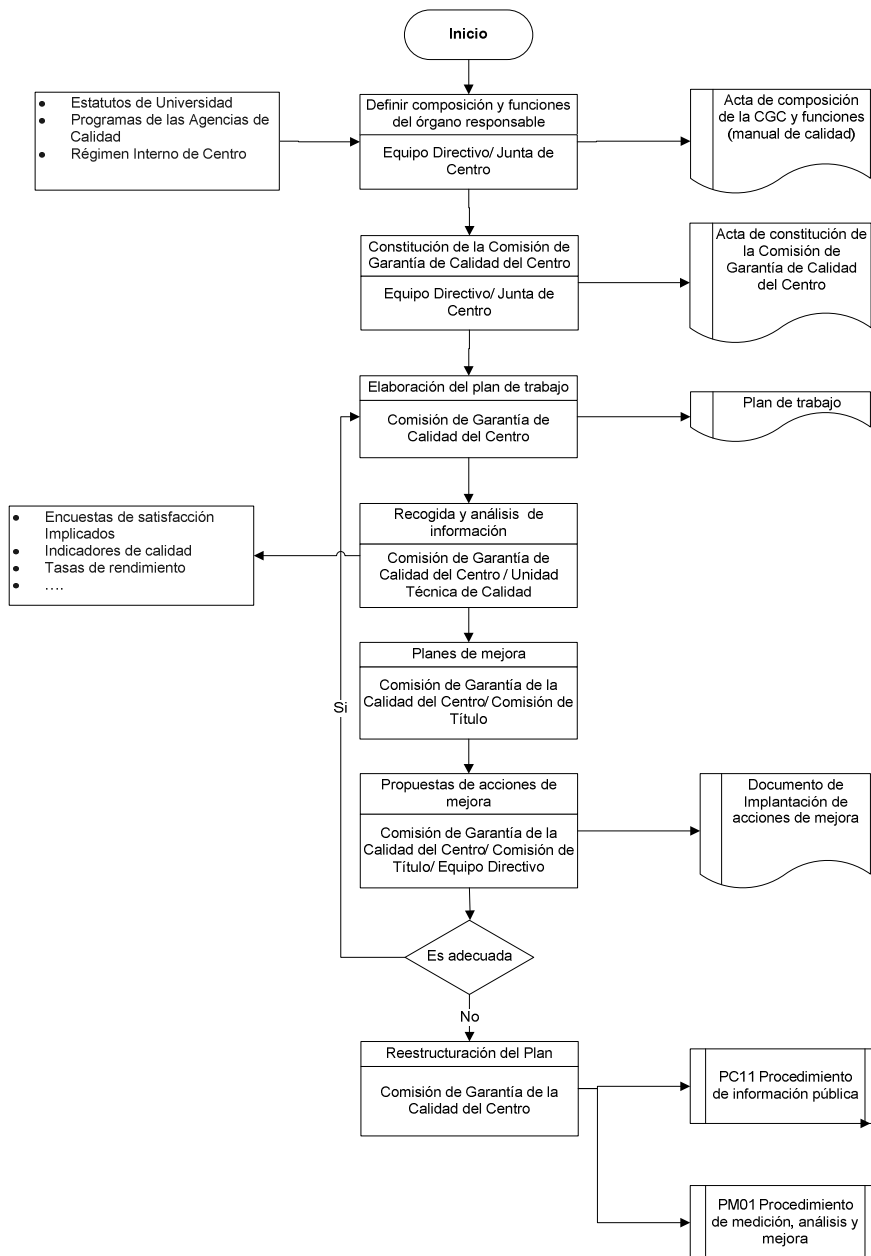 Inicio
• Estatutos de Universidad
• Programas de las Agencias de
Calidad
• Régimen Interno de Centro
Definir composición y funciones
del órgano responsable
Equipo Directivo/ Junta de
Centro
Acta de composición
de la CGC y funciones
(manual de calidad)
Constitución de la Comisión de
Garantía de Calidad del Centro
Equipo Directivo/ Junta de
Centro
Acta de constitución de
la Comisión de
Garantía de Calidad
del Centro
Elaboración del plan de trabajo
Comisión de Garantía de
Calidad del Centro
Plan de trabajo
• Encuestas de satisfacción
Implicados
• Indicadores de calidad
• Tasas de rendimiento
• ….
Recogida y análisis de
información
Comisión de Garantía de
Calidad del Centro / Unidad
Técnica de Calidad
Planes de mejora
Comisión de Garantía de la
Calidad del Centro/ Comisión de
Título
Si
Propuestas de acciones de
mejora
Comisión de Garantía de la
Calidad del Centro/ Comisión de
Título/ Equipo Directivo
Documento de
Implantación de
acciones de mejora
Es adecuada
No
Reestructuración del Plan
Comisión de Garantía de la
Calidad del Centro
PC11 Procedimiento
de información pública
PM01 Procedimiento
de medición, análisis y
mejora